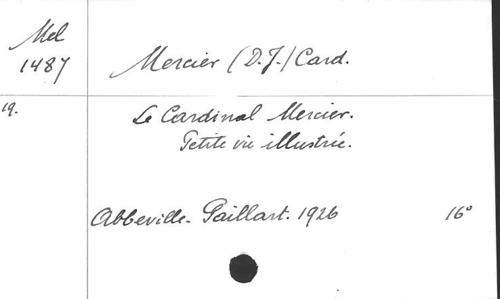 Mel
1487
Mercier (D.J.) Card.
19.
Le Cardinal Mercier.
Petite vie illustrée.
Abbeville- Paillart. 1926 16°